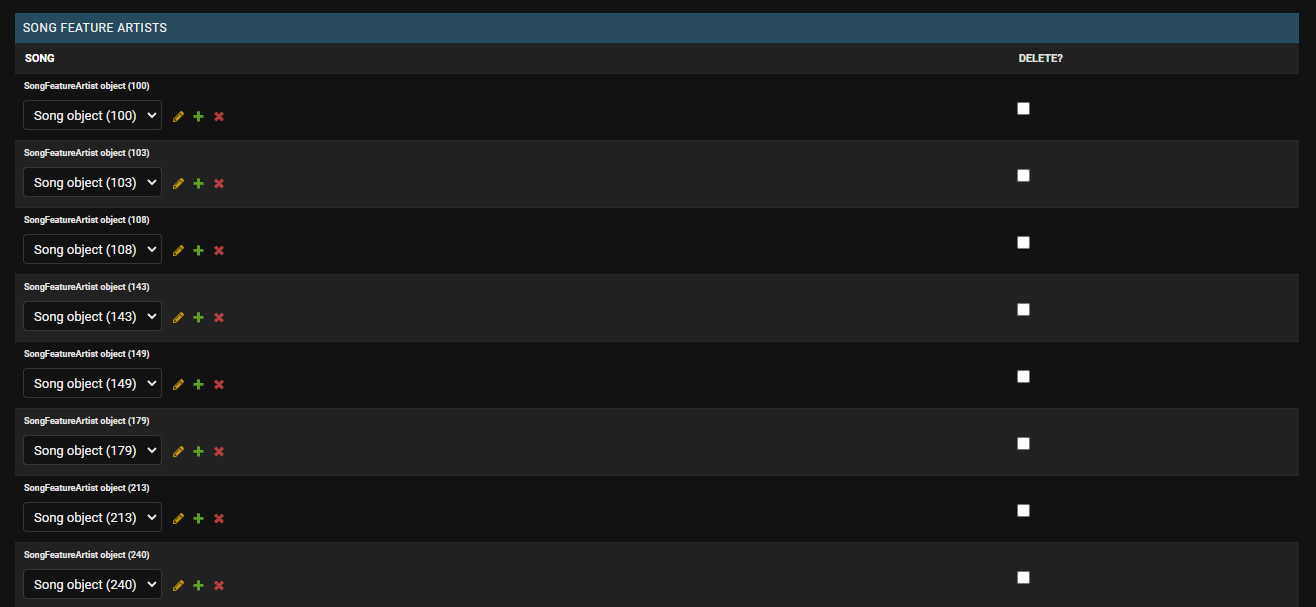 SONG FEATURE ARTISTS
SONG DELETE?
SongFeatureArtist object (100)
Song object (100)
SongFeatureArtist object (103)
Song object (103)
SongFeatureArtist object (108)
Song object (108)
SongFeatureArtist object (143)
Song object (143)
SongFeatureArtist object (149)
Song object (149)
SongFeatureArtist object (179)
Song object (179)
SongFeatureArtist object (213)
Song object (213)
SongFeatureArtist object (240)
Song object (240)